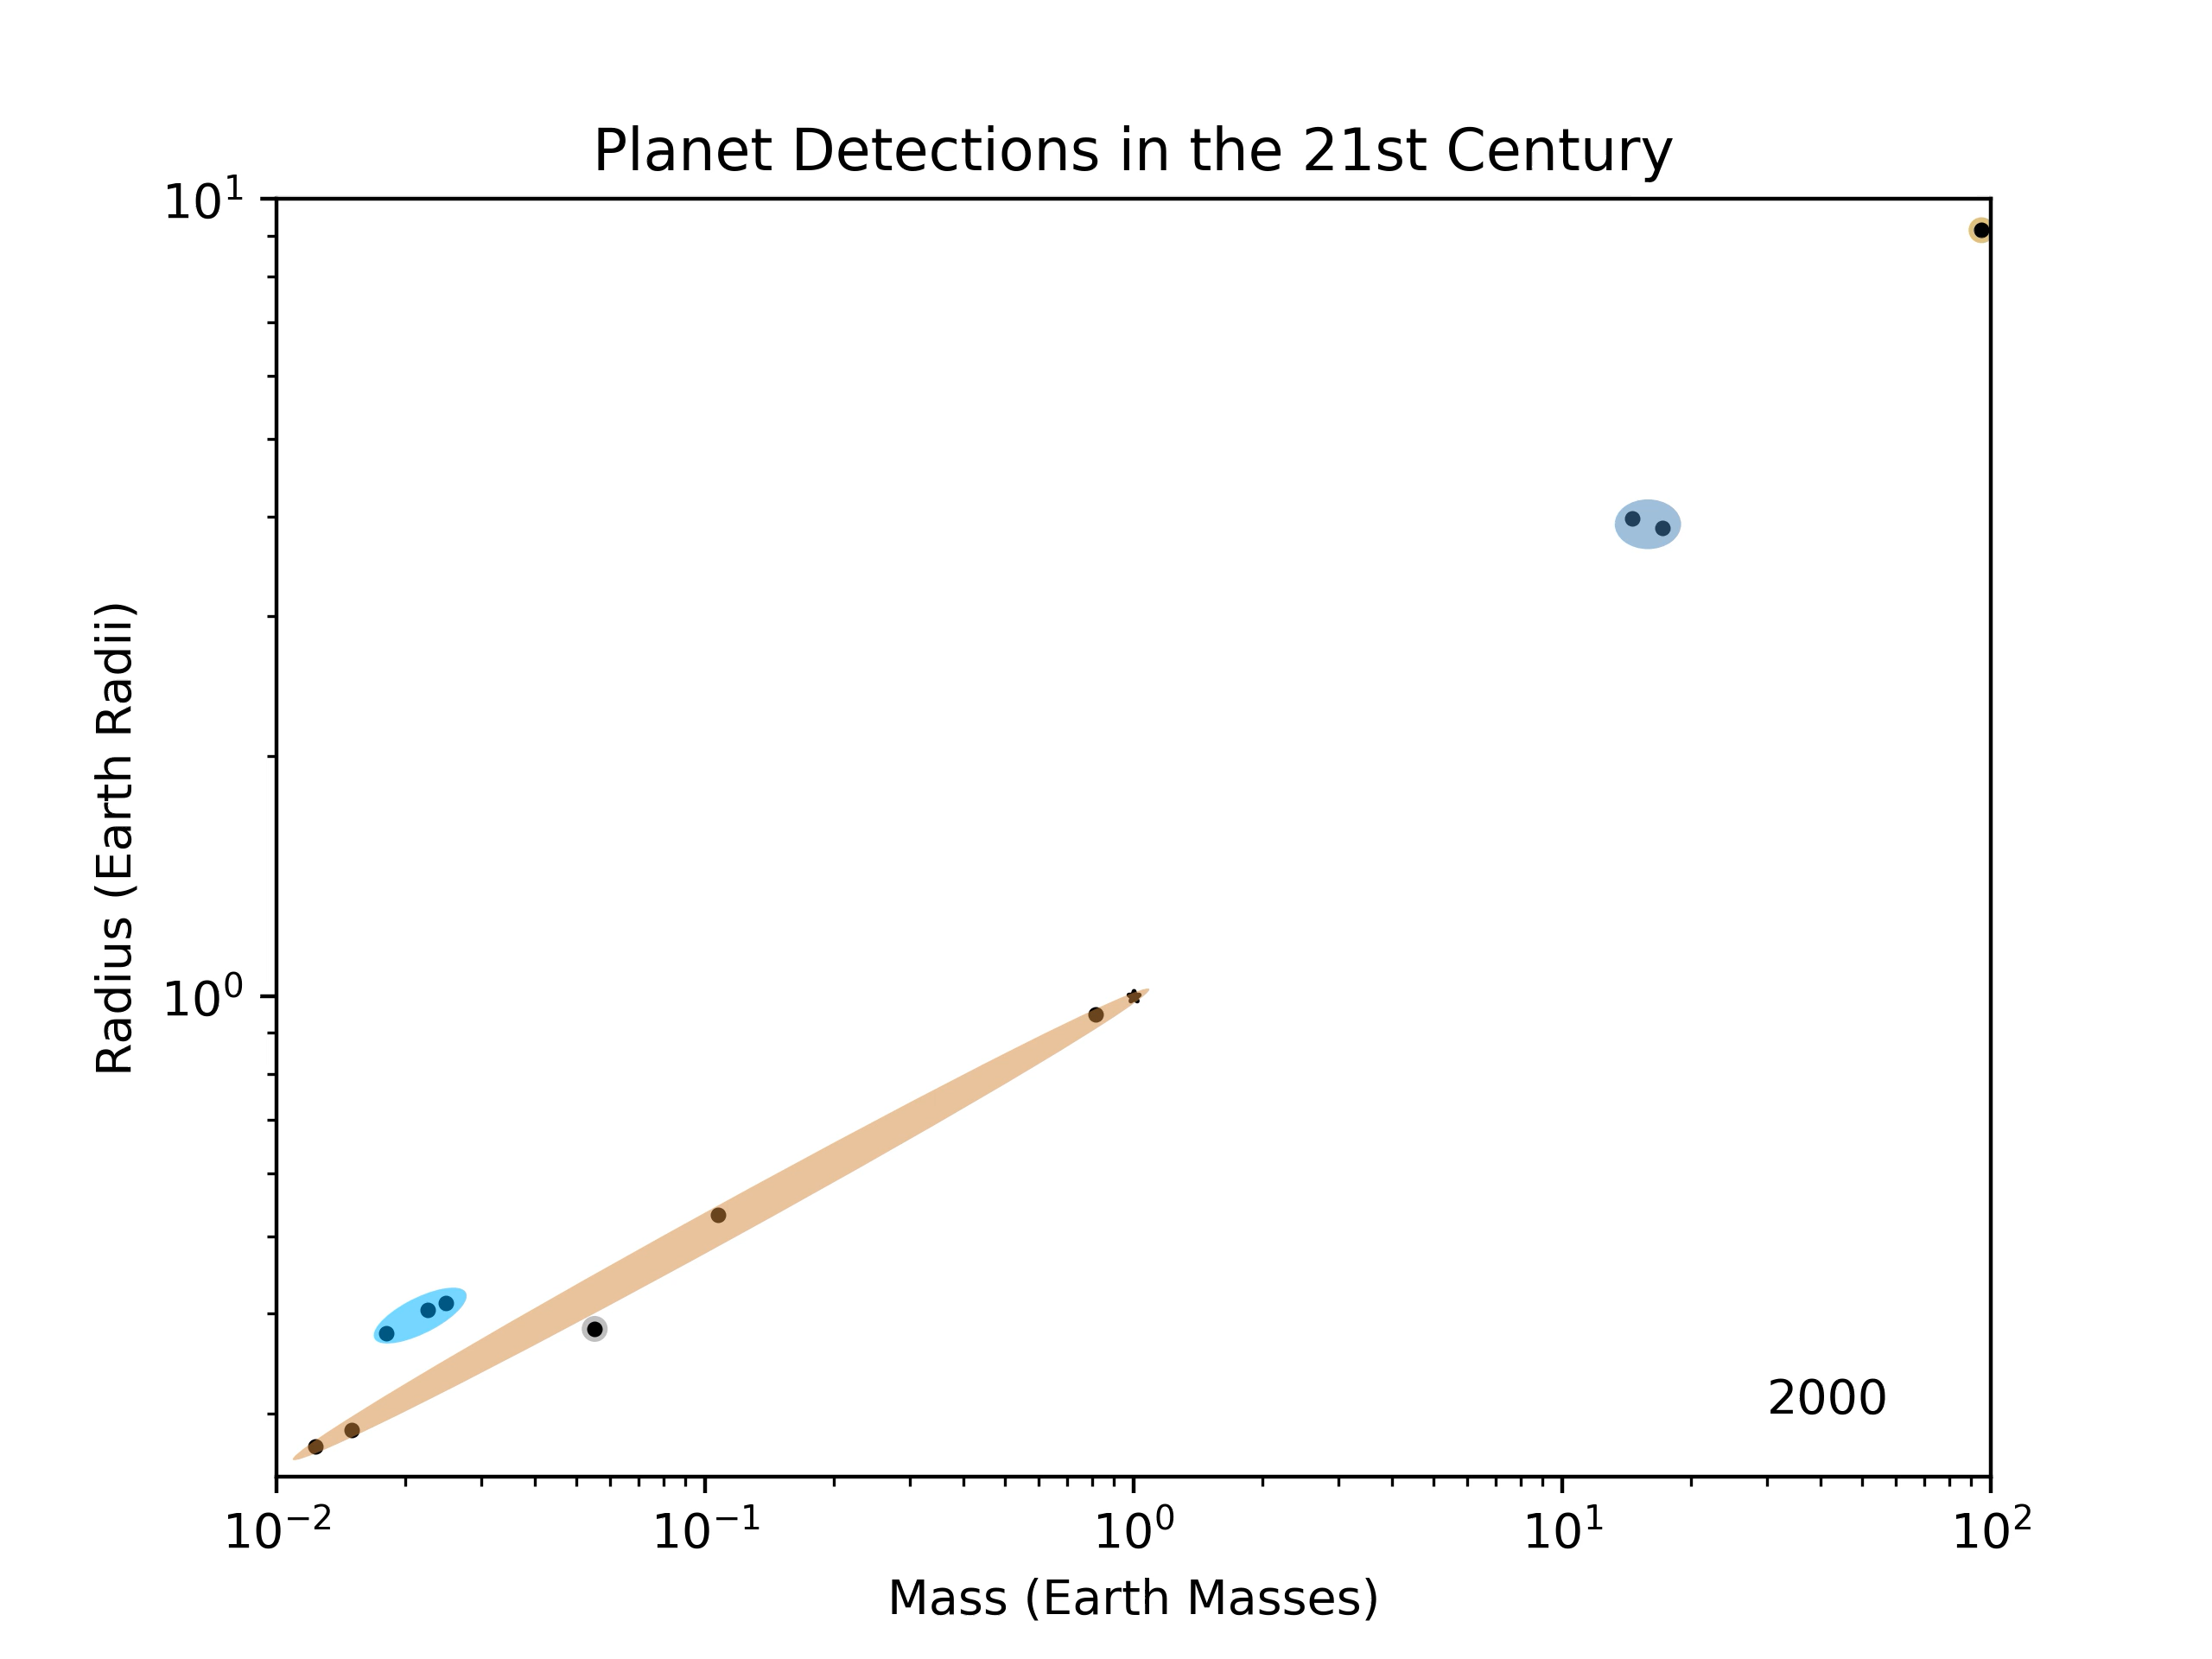 Planet Detections in the 21st Century
10¹
10⁰
Radius (Earth Radii)
2000
10⁻² 10⁻¹ 10⁰ 10¹ 10²
Mass (Earth Masses)